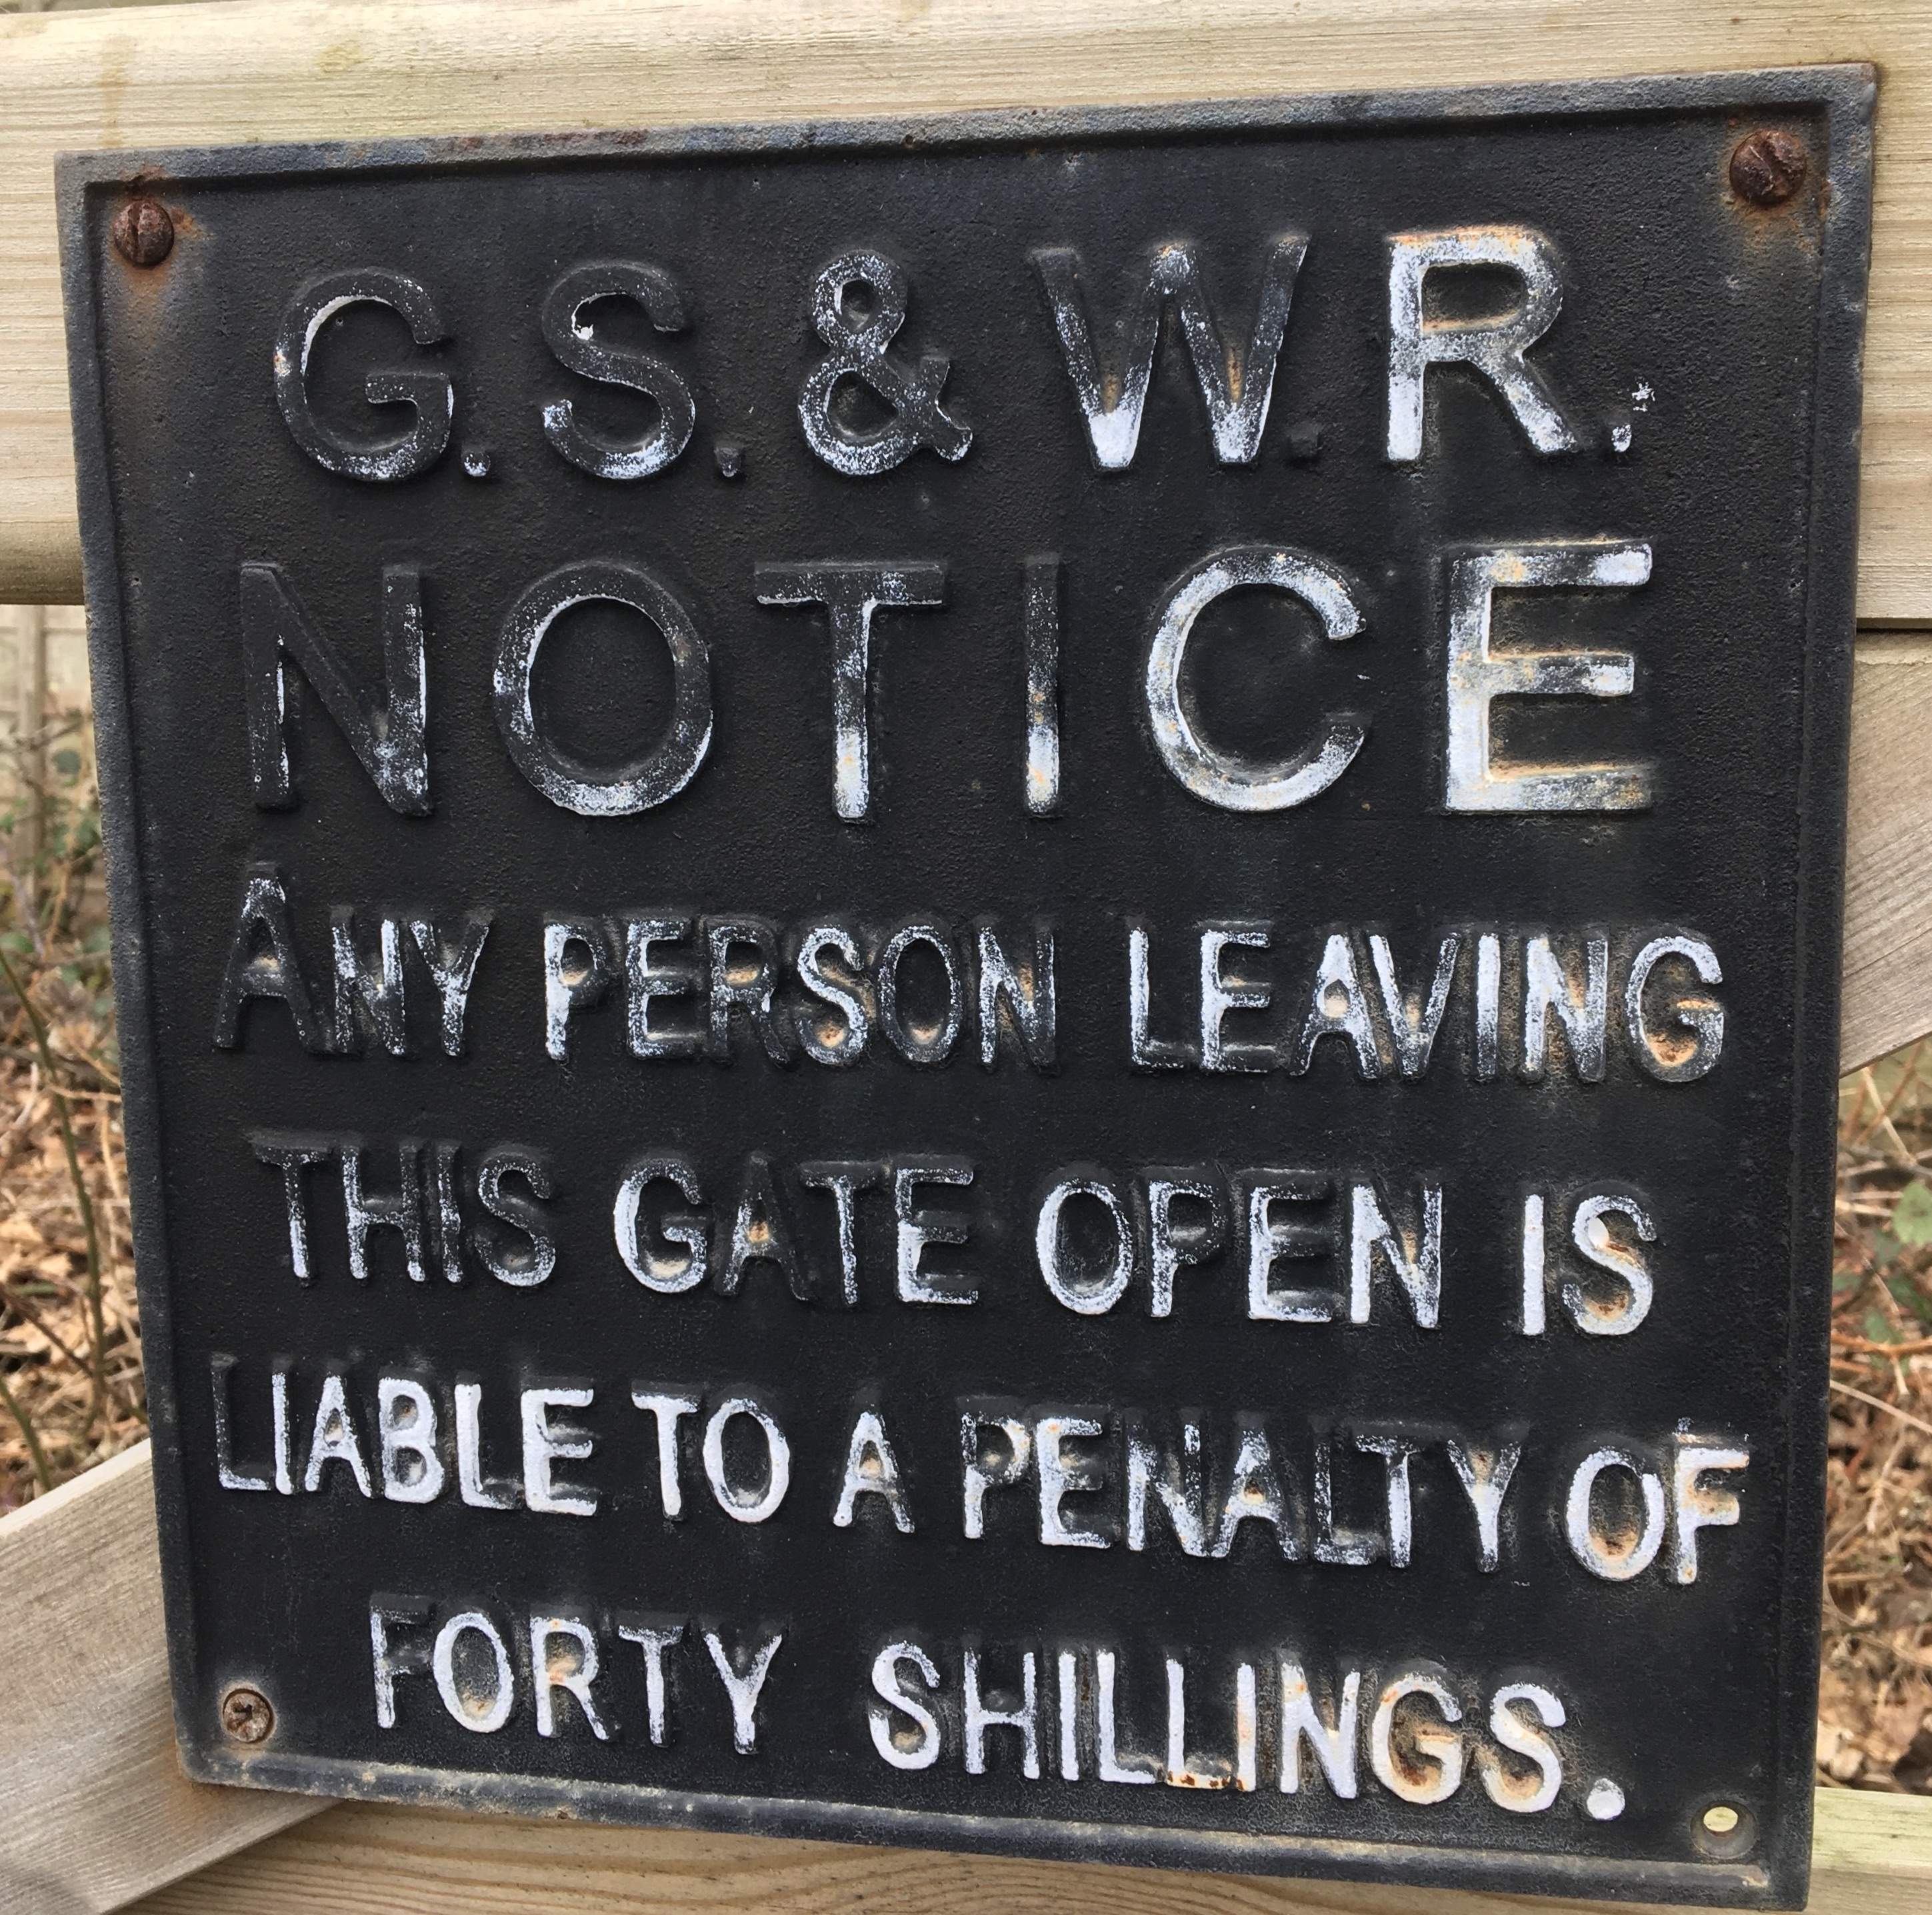 G.S.&W.R.
NOTICE
ANY PERSON LEAVING
THIS GATE OPEN IS
LIABLE TO A PENALTY OF
FORTY SHILLINGS.